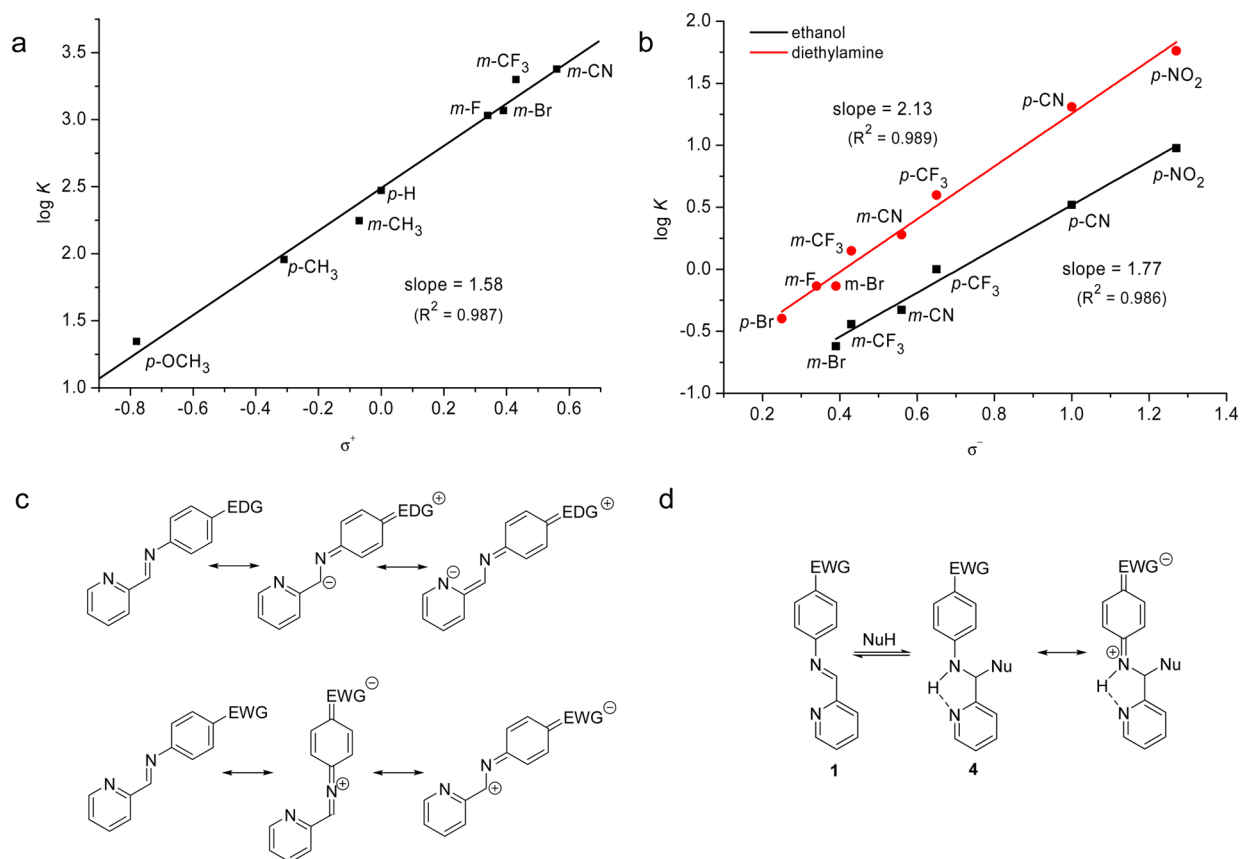 a
log K
3.5
3.0
2.5
2.0
1.5
1.0
m-CF₃
m-CN
m-F
m-Br
p-H
m-CH₃
p-CH₃
p-OCH₃
slope = 1.58
(R² = 0.987)
-0.8 -0.6 -0.4 -0.2 0.0 0.2 0.4 0.6
σ⁺
b
ethanol
diethylamine
log K
2.0
1.5
1.0
0.5
0.0
-0.5
-1.0
p-NO₂
p-CN
slope = 2.13
(R² = 0.989)
p-CF₃
p-NO₂
m-CN
p-CN
m-CF₃
m-F
m-Br
p-CF₃
slope = 1.77
(R² = 0.986)
p-Br
m-CN
m-CF₃
m-Br
0.2 0.4 0.6 0.8 1.0 1.2 1.4
σ⁻
c
EDG
N
N
EDG⊕
N
N
⊖
EDG⊕
N
N
⊖
EWG
N
N
EWG⊖
N⊕
N
EWG⊖
N
N
⊕
d
EWG
N
N
1
NuH
EWG
N
Nu
H
N
4
EWG⊖
⊕
N
Nu
H
N